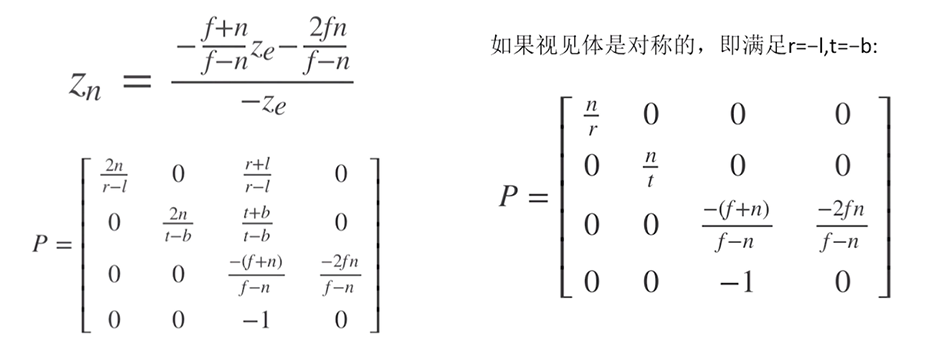 z_n = \frac{-\frac{f+n}{f-n}z_e-\frac{2fn}{f-n}}{-z_e}
P = \begin{bmatrix} \frac{2n}{r-l} & 0 & \frac{r+l}{r-l} & 0 \\ 0 & \frac{2n}{t-b} & \frac{t+b}{t-b} & 0 \\ 0 & 0 & \frac{-(f+n)}{f-n} & \frac{-2fn}{f-n} \\ 0 & 0 & -1 & 0 \end{bmatrix}
如果视见体是对称的，即满足r=-l,t=-b:
P = \begin{bmatrix} \frac{n}{r} & 0 & 0 & 0 \\ 0 & \frac{n}{t} & 0 & 0 \\ 0 & 0 & \frac{-(f+n)}{f-n} & \frac{-2fn}{f-n} \\ 0 & 0 & -1 & 0 \end{bmatrix}